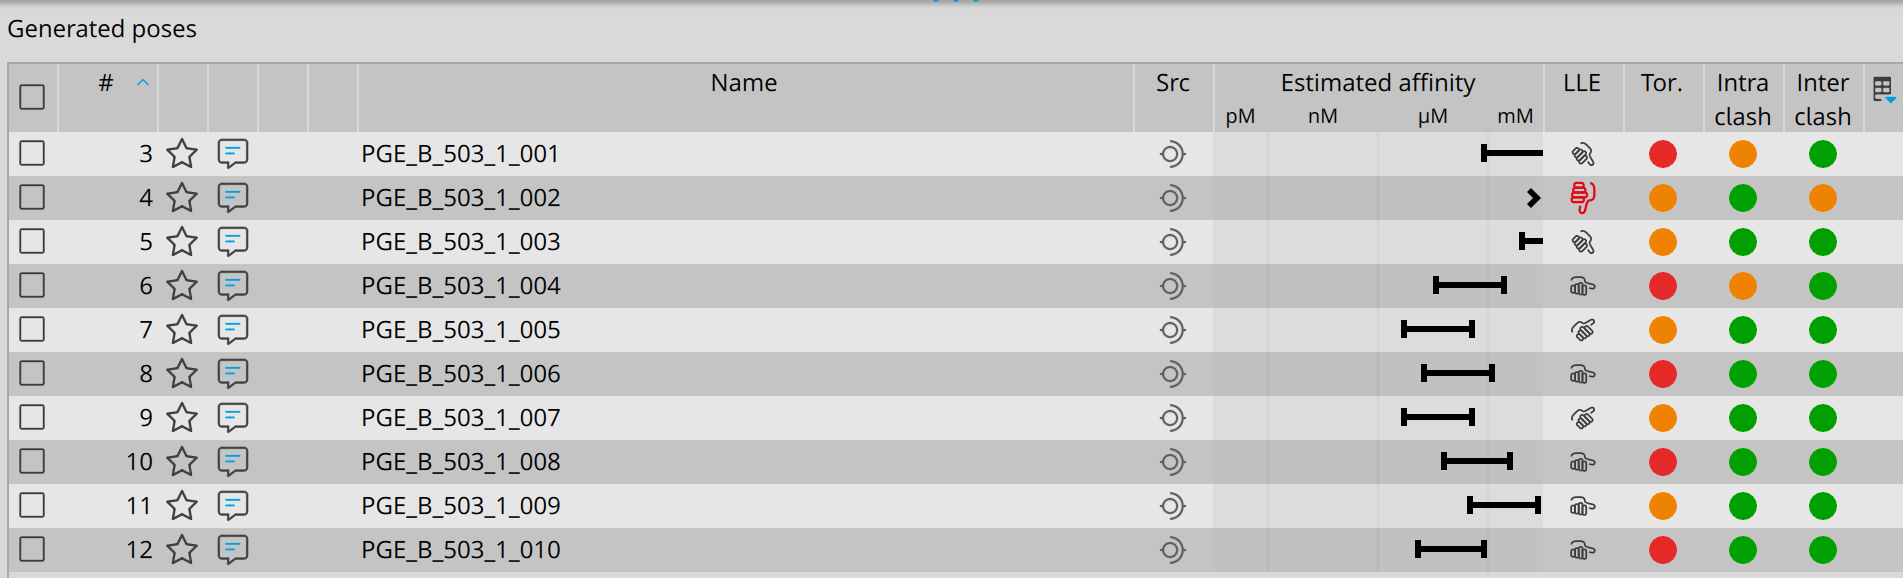 Generated poses
# Name Src Estimated affinity LLE Tor. Intra clash Inter clash
pM nM µM mM
3 PGE_B_503_1_001
4 PGE_B_503_1_002
5 PGE_B_503_1_003
6 PGE_B_503_1_004
7 PGE_B_503_1_005
8 PGE_B_503_1_006
9 PGE_B_503_1_007
10 PGE_B_503_1_008
11 PGE_B_503_1_009
12 PGE_B_503_1_010